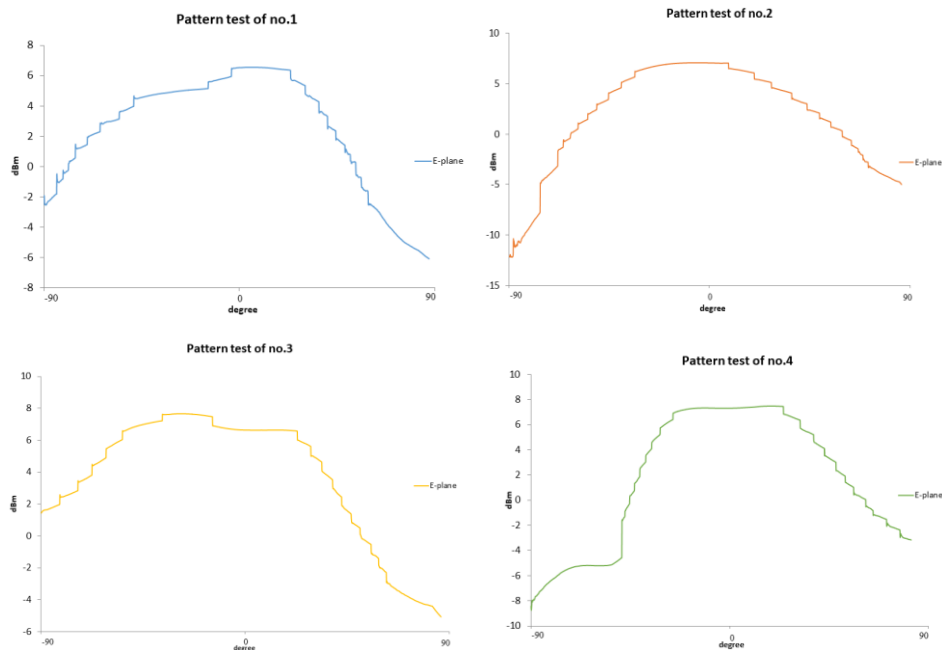 Pattern test of no.1
8
6
4
2
0
-2
-4
-6
-8
dBm
-90
0
90
degree
E-plane
Pattern test of no.2
10
5
0
-5
-10
-15
dBm
-90
0
90
degree
E-plane
Pattern test of no.3
10
8
6
4
2
0
-2
-4
-6
dBm
-90
0
90
degree
E-plane
Pattern test of no.4
10
8
6
4
2
0
-2
-4
-6
-8
-10
dBm
-90
0
90
degree
E-plane